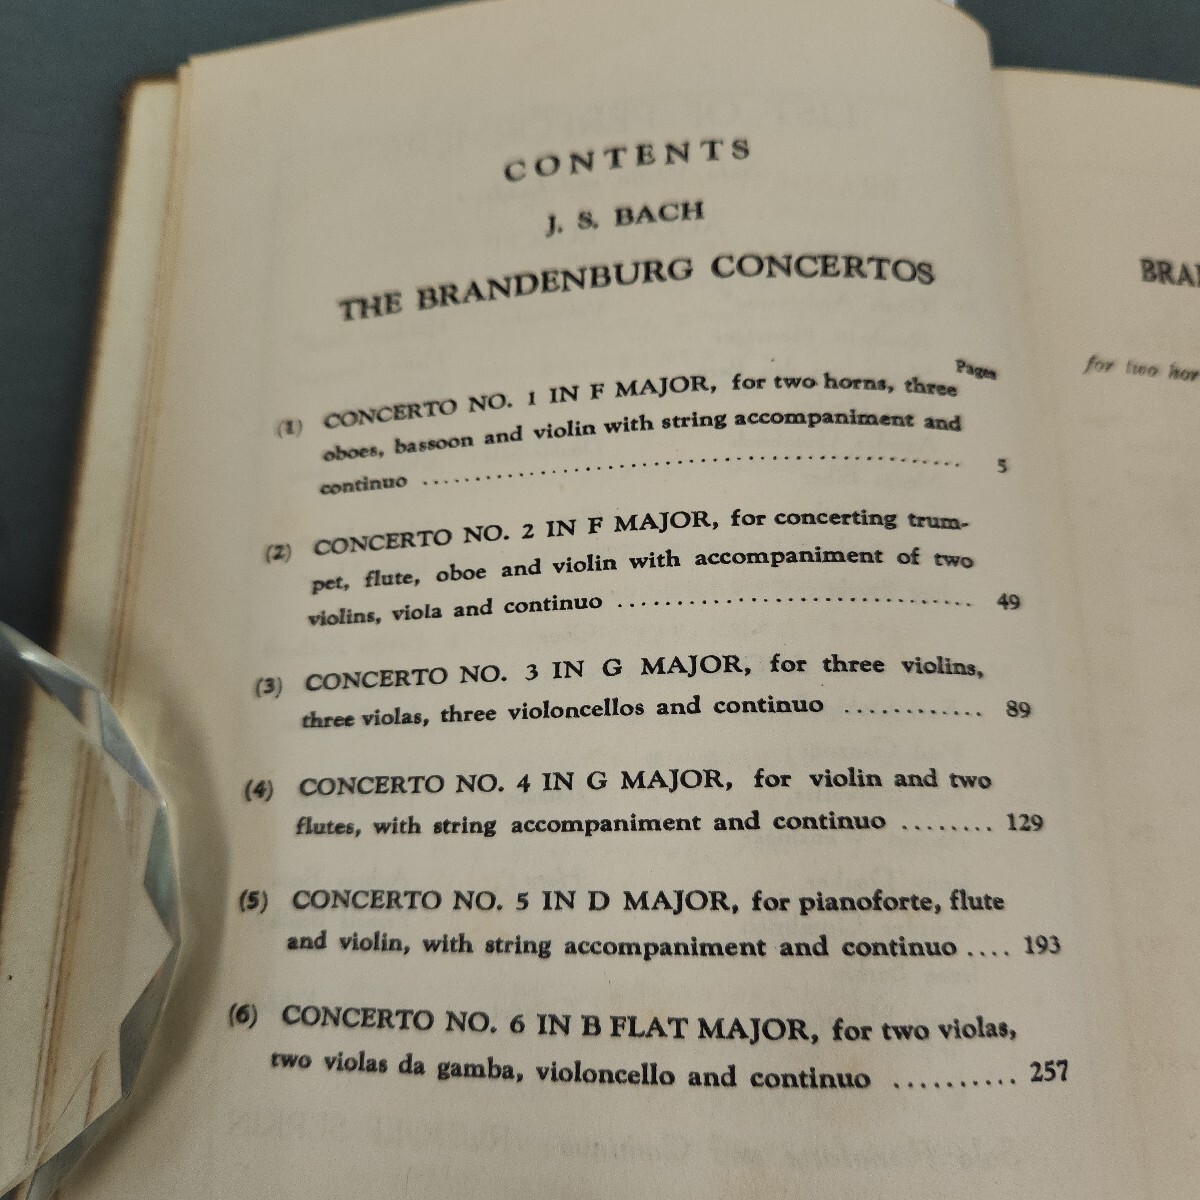 CONTENTS
J. S. BACH
THE BRANDENBURG CONCERTOS
Pages
(1) CONCERTO NO. 1 IN F MAJOR, for two horns, three
oboes, bassoon and violin with string accompaniment and
continuo ........................................ 5
(2) CONCERTO NO. 2 IN F MAJOR, for concerting trum-
pet, flute, oboe and violin with accompaniment of two
violins, viola and continuo .............................. 49
(3) CONCERTO NO. 3 IN G MAJOR, for three violins,
three violas, three violoncellos and continuo ............ 89
(4) CONCERTO NO. 4 IN G MAJOR, for violin and two
flutes, with string accompaniment and continuo ........ 129
(5) CONCERTO NO. 5 IN D MAJOR, for pianoforte, flute
and violin, with string accompaniment and continuo .... 193
(6) CONCERTO NO. 6 IN B FLAT MAJOR, for two violas,
two violas da gamba, violoncello and continuo .......... 257
BRA
for two hor